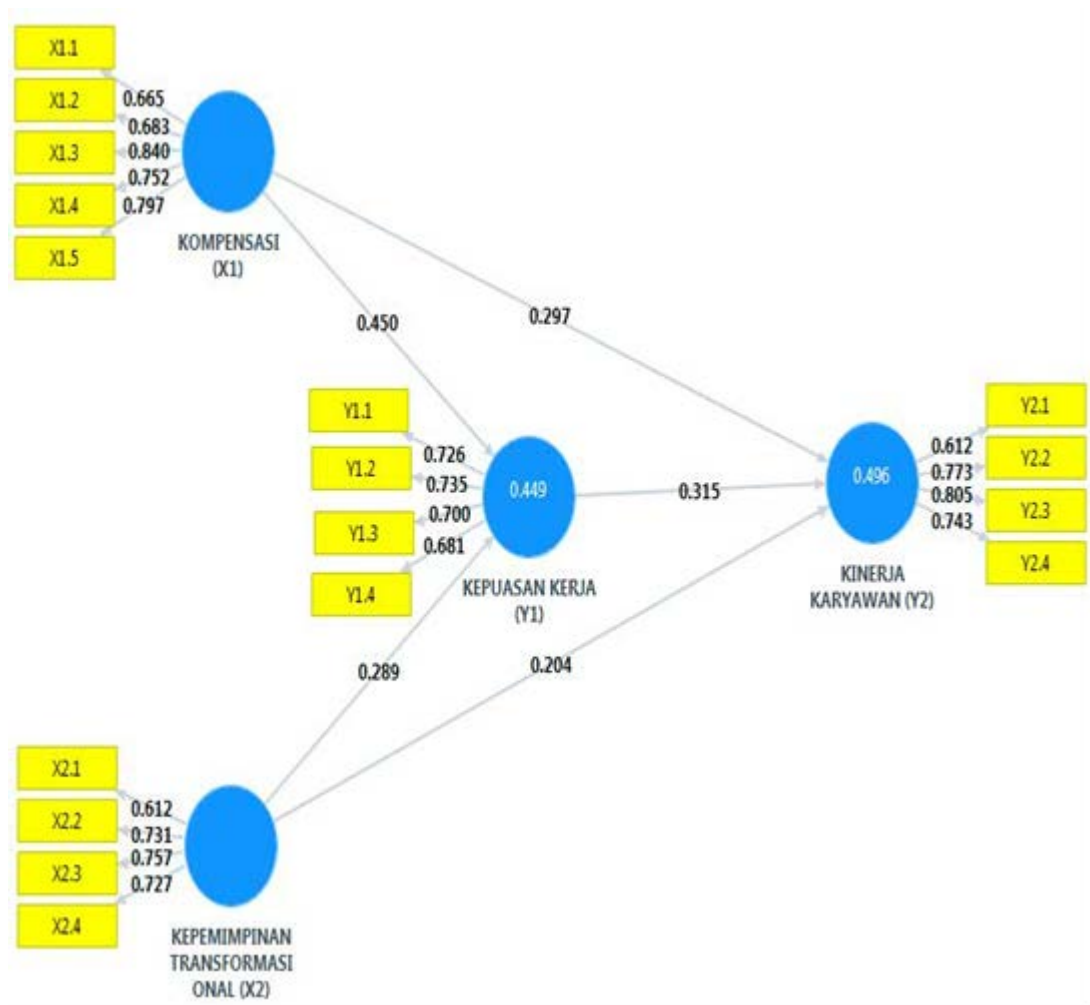 X1.1
X1.2
X1.3
X1.4
X1.5
0.665
0.683
0.840
0.752
0.797
KOMPENSASI
(X1)
0.450
0.297
Y1.1
Y1.2
Y1.3
Y1.4
0.726
0.735
0.700
0.681
0.449
KEPUASAN KERJA
(Y1)
0.315
0.496
KINERJA
KARYAWAN (Y2)
0.612
0.773
0.805
0.743
Y2.1
Y2.2
Y2.3
Y2.4
0.289
0.204
X2.1
X2.2
X2.3
X2.4
0.612
0.731
0.757
0.727
KEPEMIMPINAN
TRANSFORMASI
ONAL (X2)